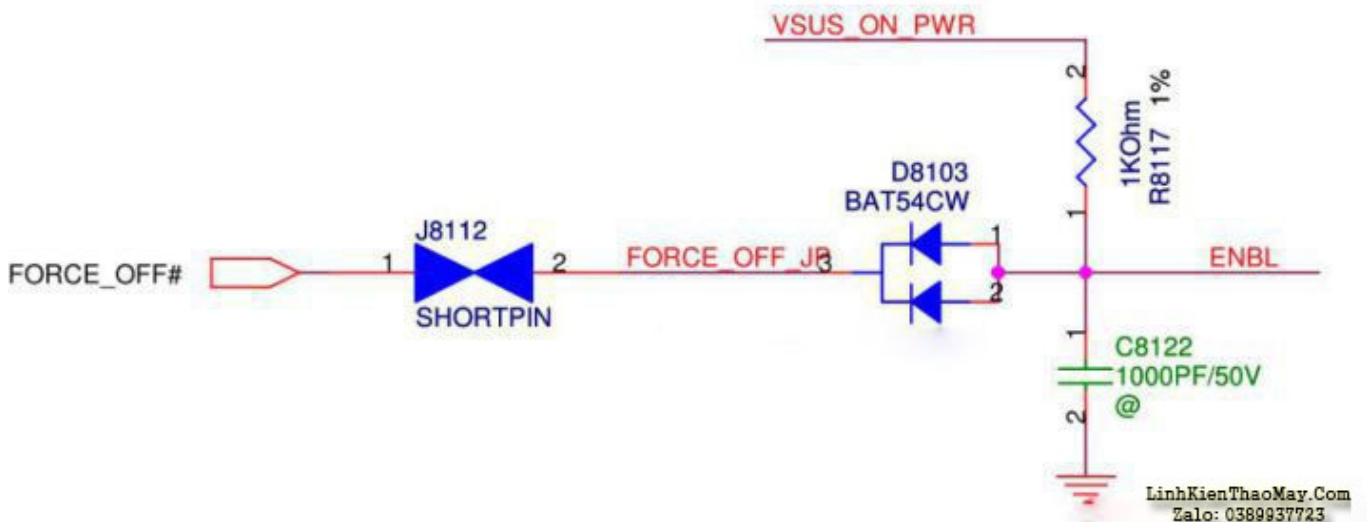 VSUS_ON_PWR
2
1KOhm
R8117 1%
1
D8103
BAT54CW
J8112
FORCE_OFF#
1
2
SHORTPIN
FORCE_OFF_JP
3
1
2
ENBL
1
C8122
1000PF/50V
@
2
LinhKienThaoMay.Com
Zalo: 0389937723